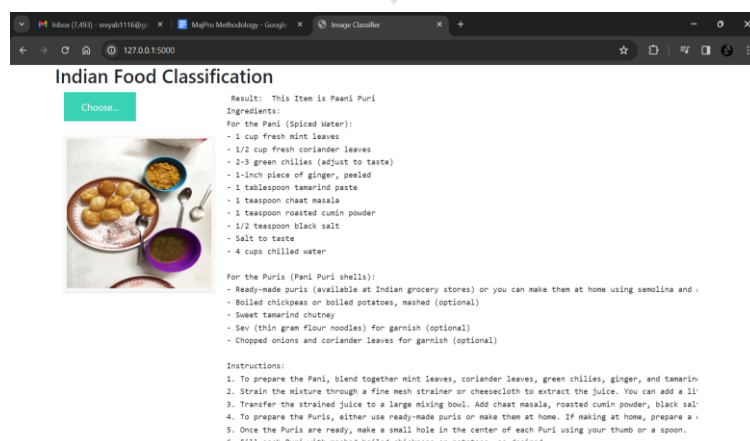 Inbox (7,493) - sreyab1116@gr
MajPro Methodology - Google
Image Classifier
127.0.0.1:5000
Indian Food Classification
Choose...
Result: This Item is Paani Puri
Ingredients:
For the Pani (Spiced Water):
- 1 cup fresh mint leaves
- 1/2 cup fresh coriander leaves
- 2-3 green chilies (adjust to taste)
- 1-inch piece of ginger, peeled
- 1 tablespoon tamarind paste
- 1 teaspoon chaat masala
- 1 teaspoon roasted cumin powder
- 1/2 teaspoon black salt
- Salt to taste
- 4 cups chilled water
For the Puris (Pani Puri shells):
- Ready-made puris (available at Indian grocery stores) or you can make them at home using semolina and
- Boiled chickpeas or boiled potatoes, mashed (optional)
- Sweet tamarind chutney
- Sev (thin gram flour noodles) for garnish (optional)
- Chopped onions and coriander leaves for garnish (optional)
Instructions:
1. To prepare the Pani, blend together mint leaves, coriander leaves, green chilies, ginger, and tamarin
2. Strain the mixture through a fine mesh strainer or cheesecloth to extract the juice. You can add a li
3. Transfer the strained juice to a large mixing bowl. Add chaat masala, roasted cumin powder, black sal
4. To prepare the Puris, either use ready-made puris or make them at home. If making at home, prepare a
5. Once the Puris are ready, make a small hole in the center of each Puri using your thumb or a spoon.